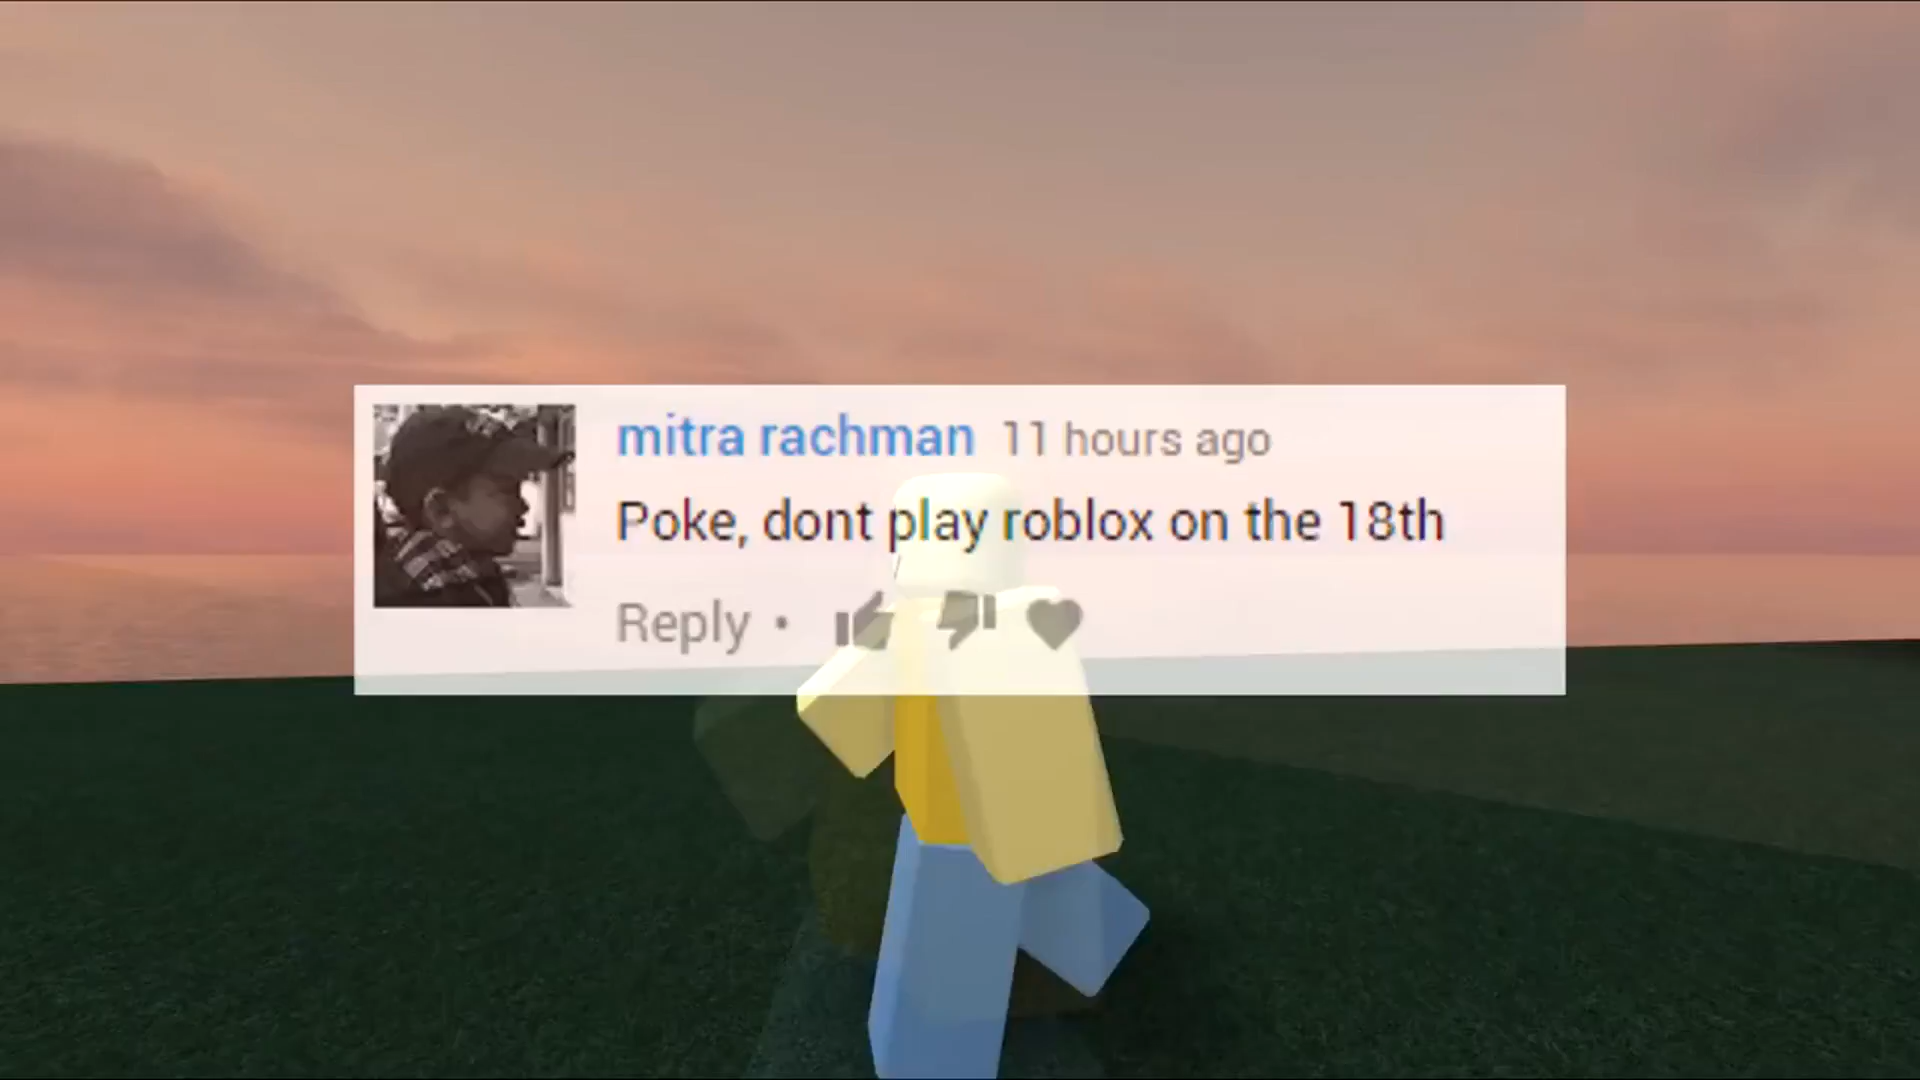 mitra rachman 11 hours ago
Poke, dont play roblox on the 18th
Reply •